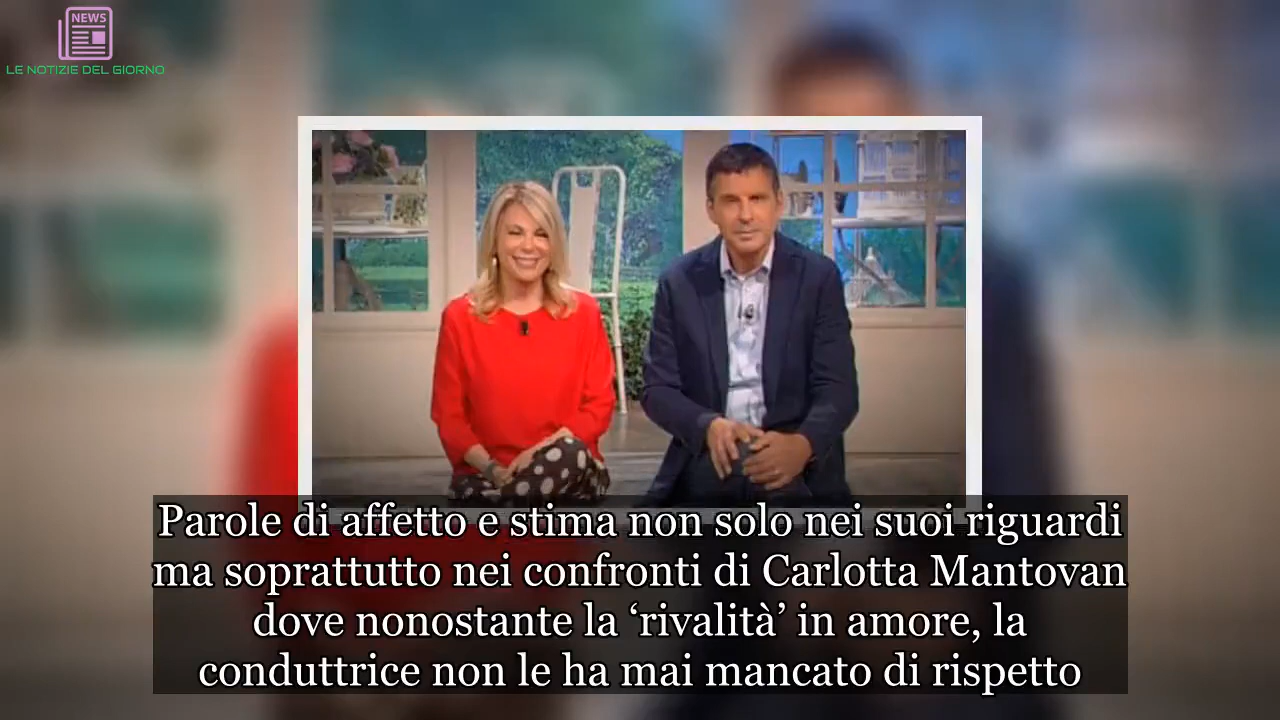 NEWS
LE NOTIZIE DEL GIORNO
Parole di affetto e stima non solo nei suoi riguardi
ma soprattutto nei confronti di Carlotta Mantovan
dove nonostante la ‘rivalità’ in amore, la
conduttrice non le ha mai mancato di rispetto